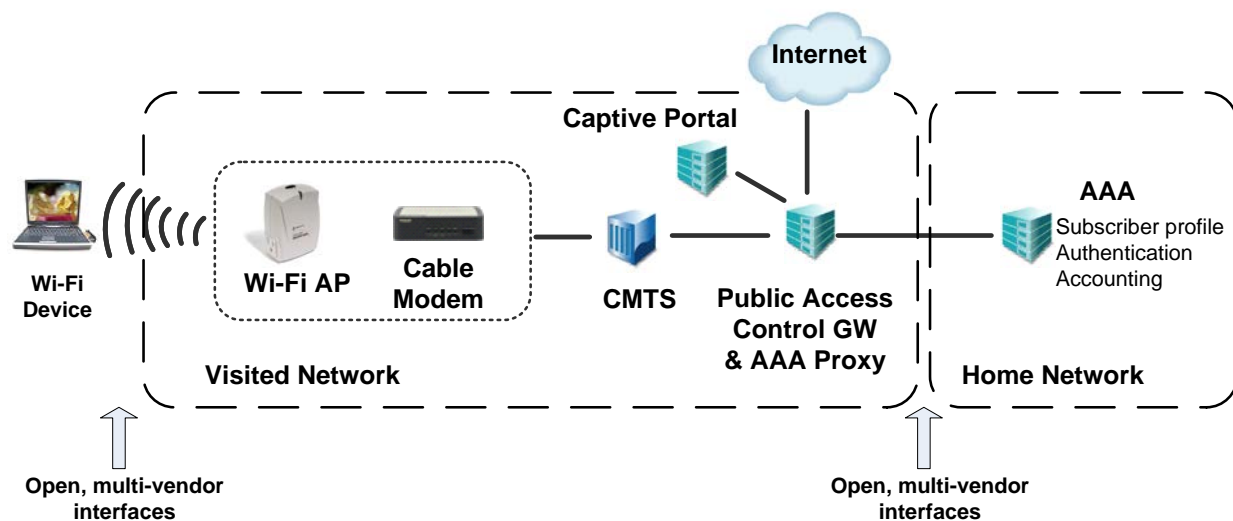 Internet
Captive Portal
AAA
Subscriber profile
Authentication
Accounting
Wi-Fi
Device
Wi-Fi AP
Cable
Modem
CMTS
Public Access
Control GW
& AAA Proxy
Visited Network
Home Network
Open, multi-vendor
interfaces
Open, multi-vendor
interfaces